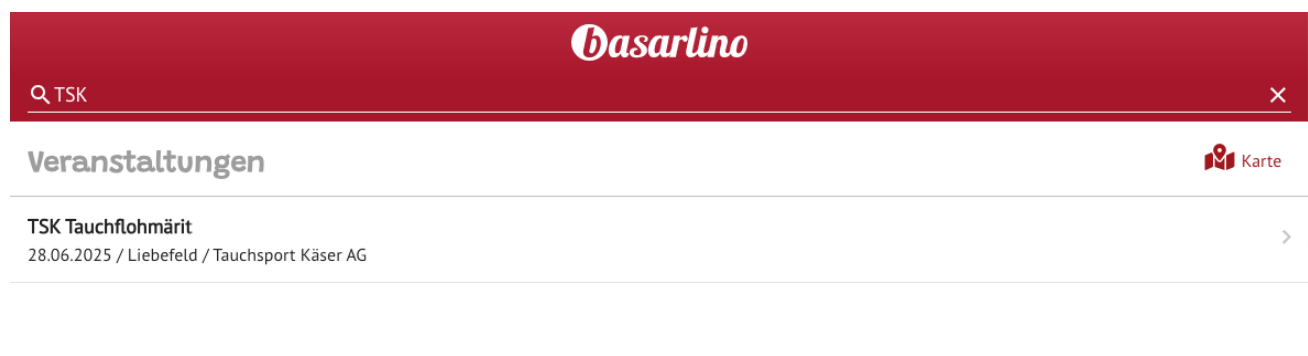 basarlino
TSK
Veranstaltungen
Karte
TSK Tauchflohmärit
28.06.2025 / Liebefeld / Tauchsport Käser AG